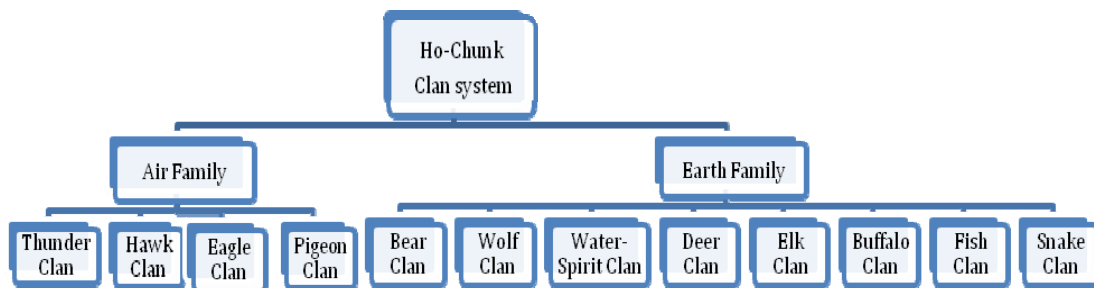 Ho-Chunk
Clan system
Air Family
Earth Family
Thunder
Clan
Hawk
Clan
Eagle
Clan
Pigeon
Clan
Bear
Clan
Wolf
Clan
Water-
Spirit Clan
Deer
Clan
Elk
Clan
Buffalo
Clan
Fish
Clan
Snake
Clan